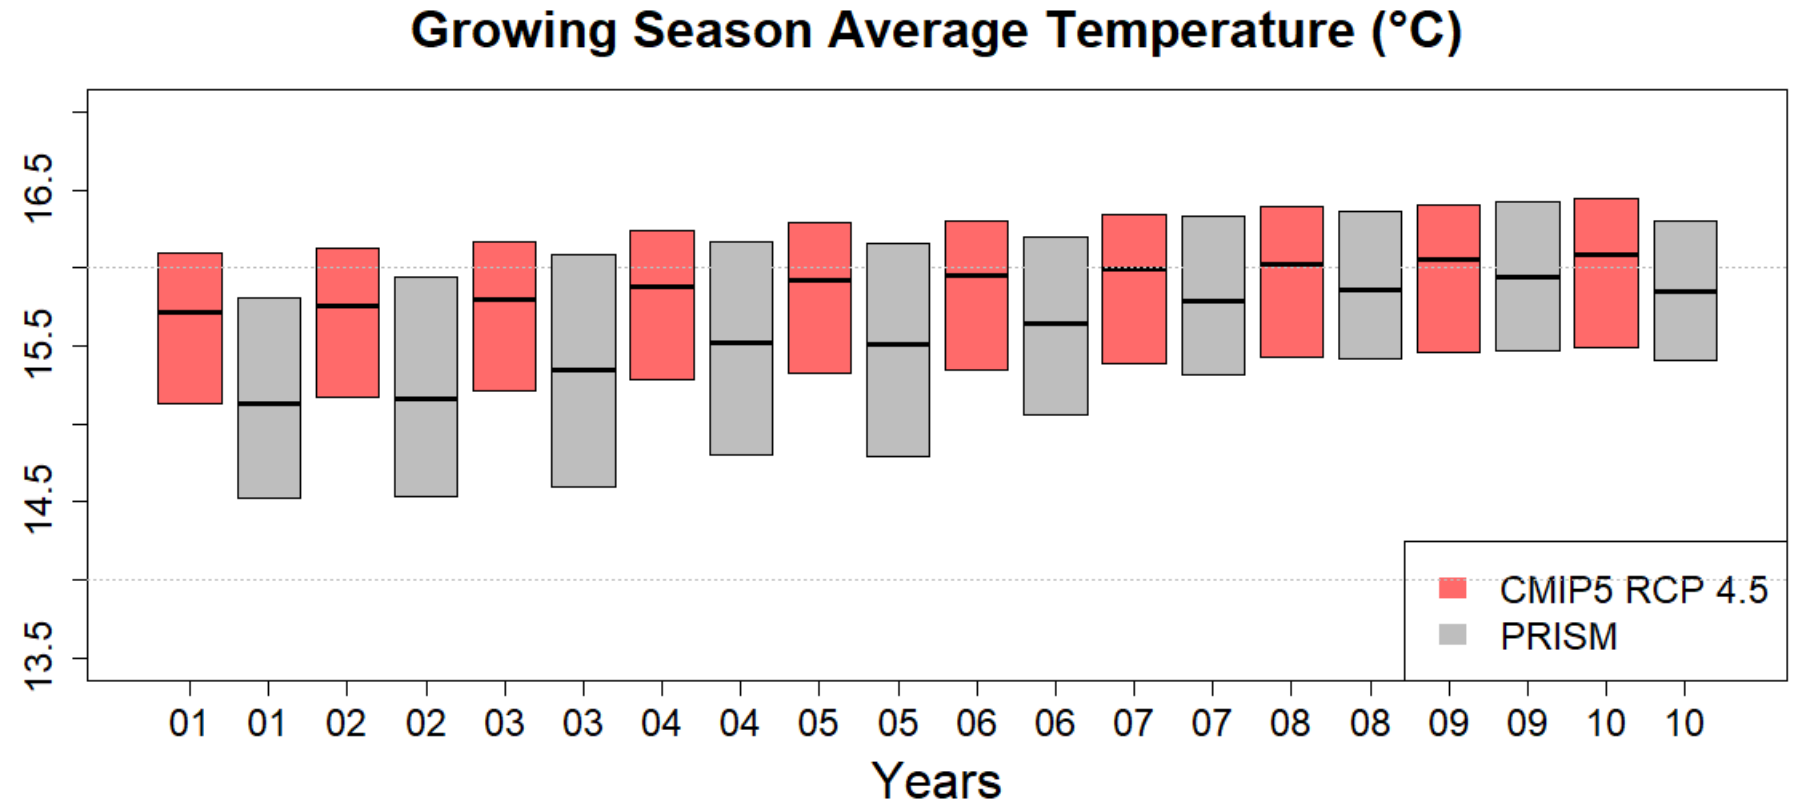 Growing Season Average Temperature (°C)
16.5
15.5
14.5
13.5
CMIP5 RCP 4.5
PRISM
01 01 02 02 03 03 04 04 05 05 06 06 07 07 08 08 09 09 10 10
Years